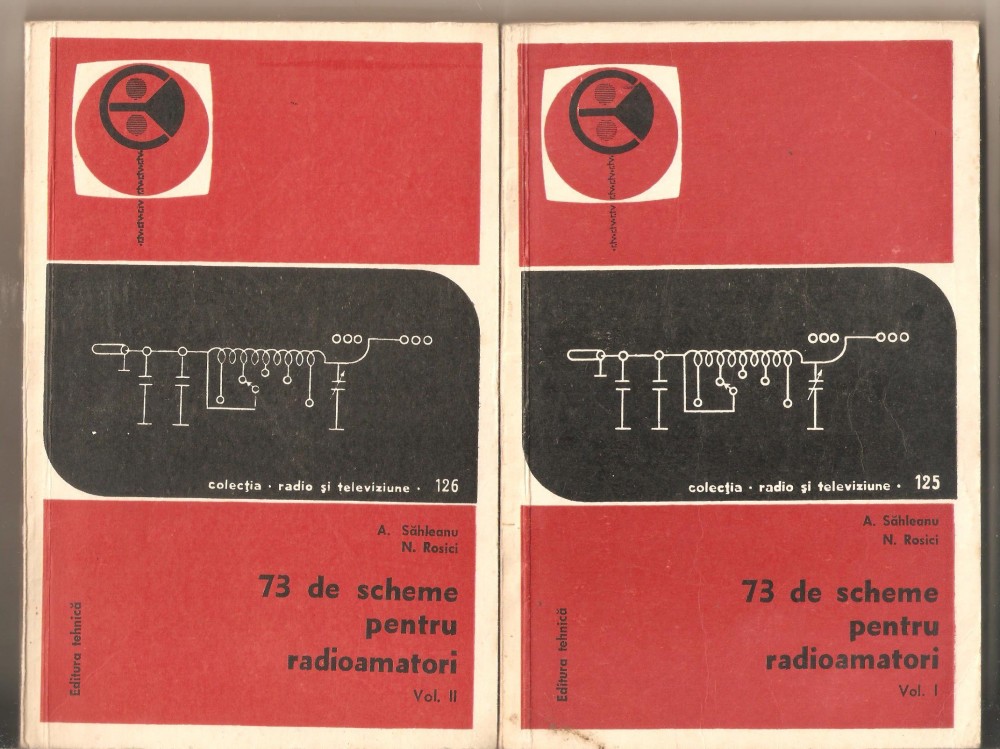 colecția · radio și televiziune · 126
A. Săhleanu
N. Rosici
73 de scheme
pentru
radioamatori
Vol. II
Editura tehnică
colecția · radio și televiziune · 125
A. Săhleanu
N. Rosici
73 de scheme
pentru
radioamatori
Vol. I
Editura tehnică